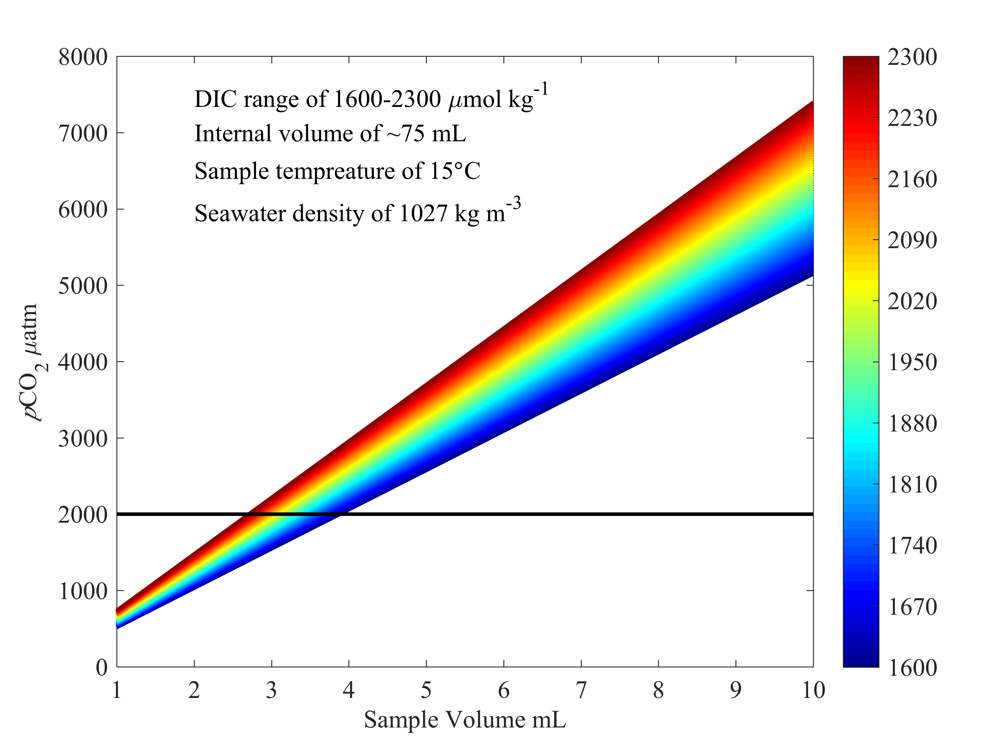 DIC range of 1600-2300 μmol kg-1
Internal volume of ~75 mL
Sample tempreature of 15°C
Seawater density of 1027 kg m-3
pCO2 μatm
8000
7000
6000
5000
4000
3000
2000
1000
0
1 2 3 4 5 6 7 8 9 10
Sample Volume mL
2300
2230
2160
2090
2020
1950
1880
1810
1740
1670
1600